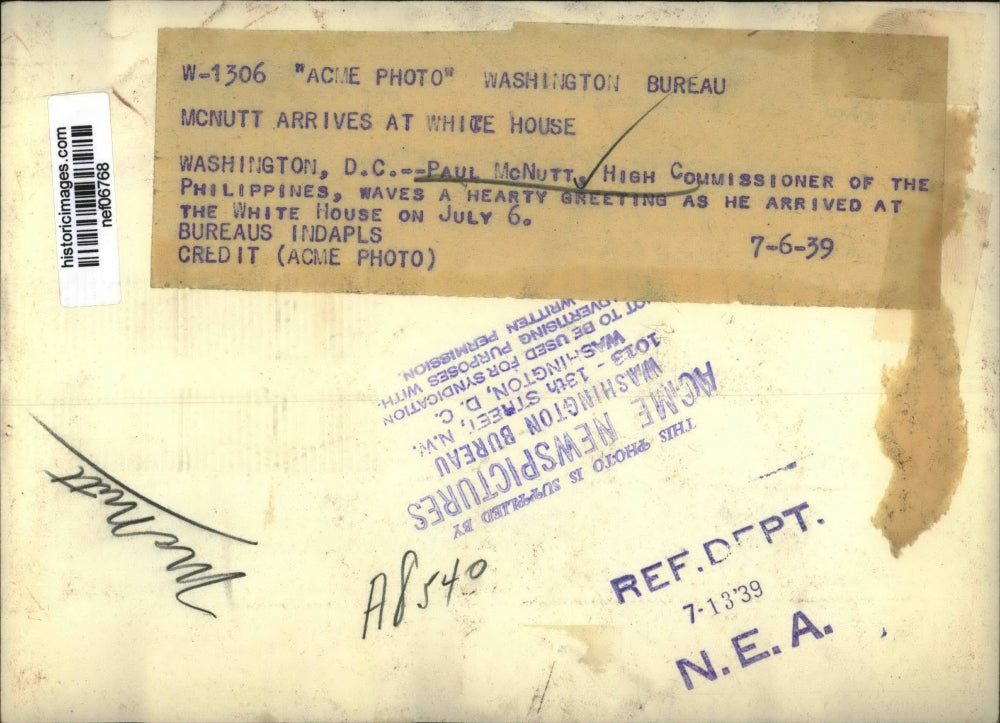 W-1306 "ACME PHOTO" WASHINGTON BUREAU
MCNUTT ARRIVES AT WHITE HOUSE
WASHINGTON, D.C.--PAUL MCNUTT, HIGH COMMISSIONER OF THE
PHILIPPINES, WAVES A HEARTY GREETING AS HE ARRIVED AT
THE WHITE HOUSE ON JULY 6.
BUREAUS INDAPLS
CREDIT (ACME PHOTO)
7-6-39
historicimages.com
nef06768
THIS PHOTO IS SUPPLIED BY
ACME NEWSPICTURES
WASHINGTON BUREAU
1013 - 13th STREET, N.W.
WASHINGTON, D. C.
FOR SYNDICATION
NOT TO BE USED PURPOSES WITH-
ADVERTISING PERMISSION.
WRITTEN
McNutt
A8540
REF. DEPT.
7-13'39
N.E.A.